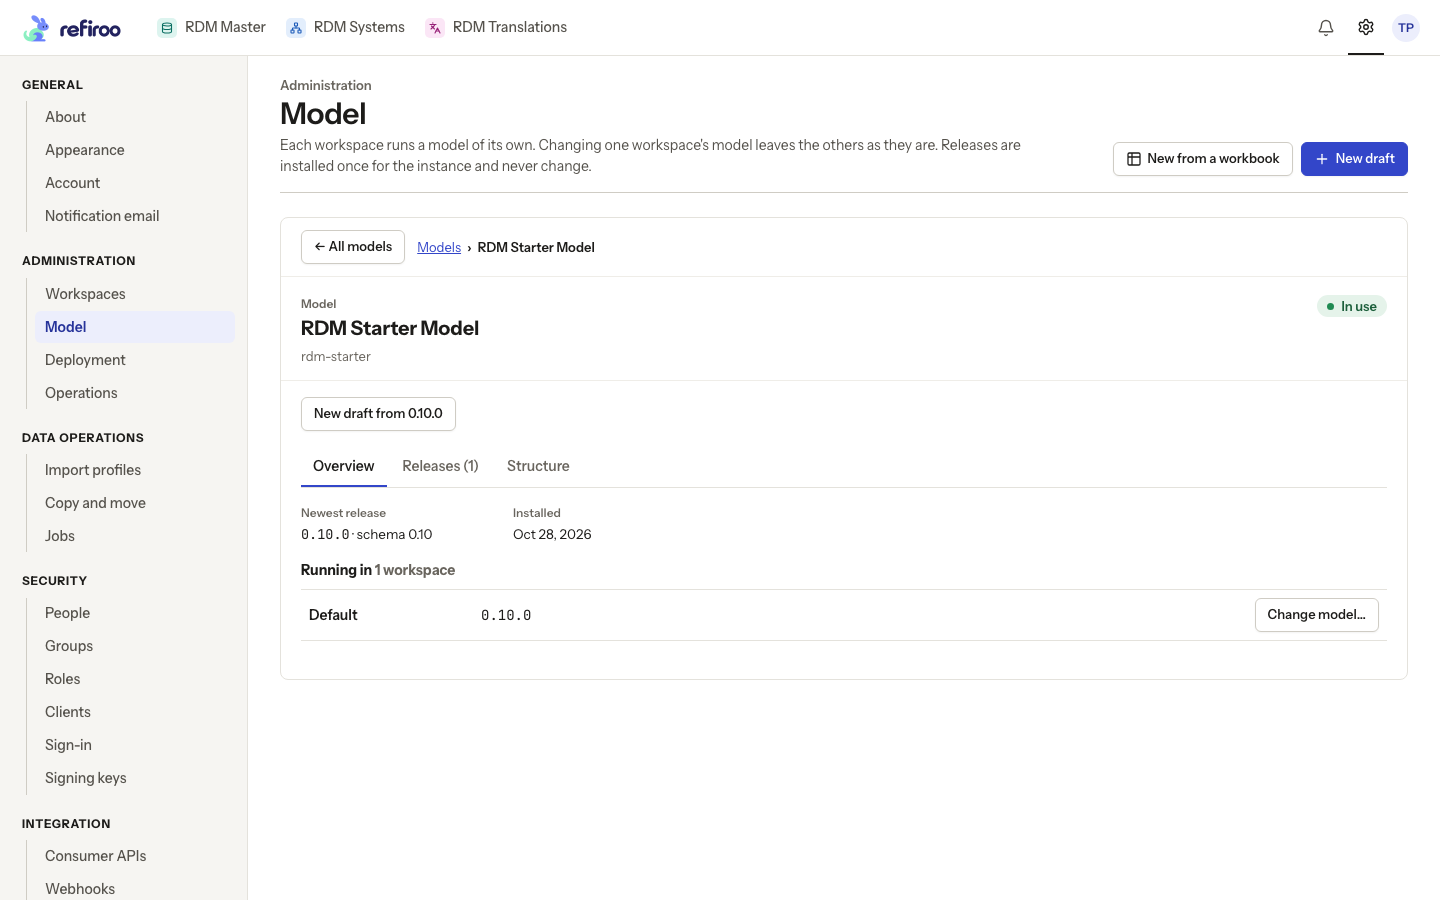 refiroo
RDM Master
RDM Systems
RDM Translations
TP
GENERAL
About
Appearance
Account
Notification email
ADMINISTRATION
Workspaces
Model
Deployment
Operations
DATA OPERATIONS
Import profiles
Copy and move
Jobs
SECURITY
People
Groups
Roles
Clients
Sign-in
Signing keys
INTEGRATION
Consumer APIs
Webhooks
Administration
Model
Each workspace runs a model of its own. Changing one workspace's model leaves the others as they are. Releases are
installed once for the instance and never change.
New from a workbook
+ New draft
← All models
Models › RDM Starter Model
Model
RDM Starter Model
rdm-starter
In use
New draft from 0.10.0
Overview
Releases (1)
Structure
Newest release
0.10.0 · schema 0.10
Installed
Oct 28, 2026
Running in 1 workspace
Default
0.10.0
Change model…